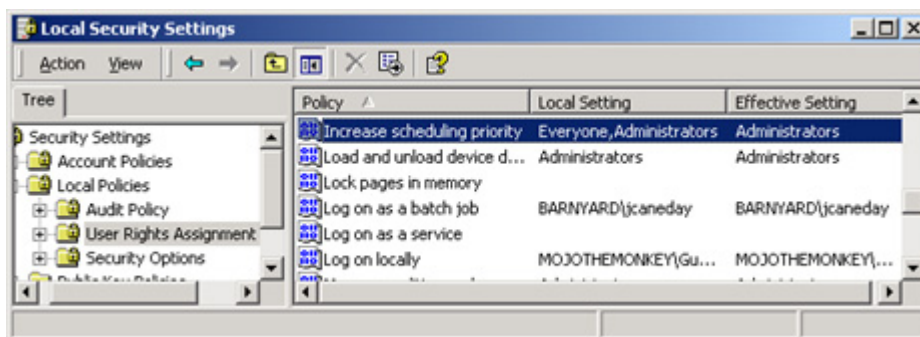 Local Security Settings
Action View
Tree
Policy Local Setting Effective Setting
Security Settings
Account Policies
Local Policies
Audit Policy
User Rights Assignment
Security Options
Public Key Policies
Increase scheduling priority Everyone,Administrators Administrators
Load and unload device d... Administrators Administrators
Lock pages in memory
Log on as a batch job BARNYARD\jcaneday BARNYARD\jcaneday
Log on as a service
Log on locally MOJOTHEMONKEY\Gu... MOJOTHEMONKEY\...